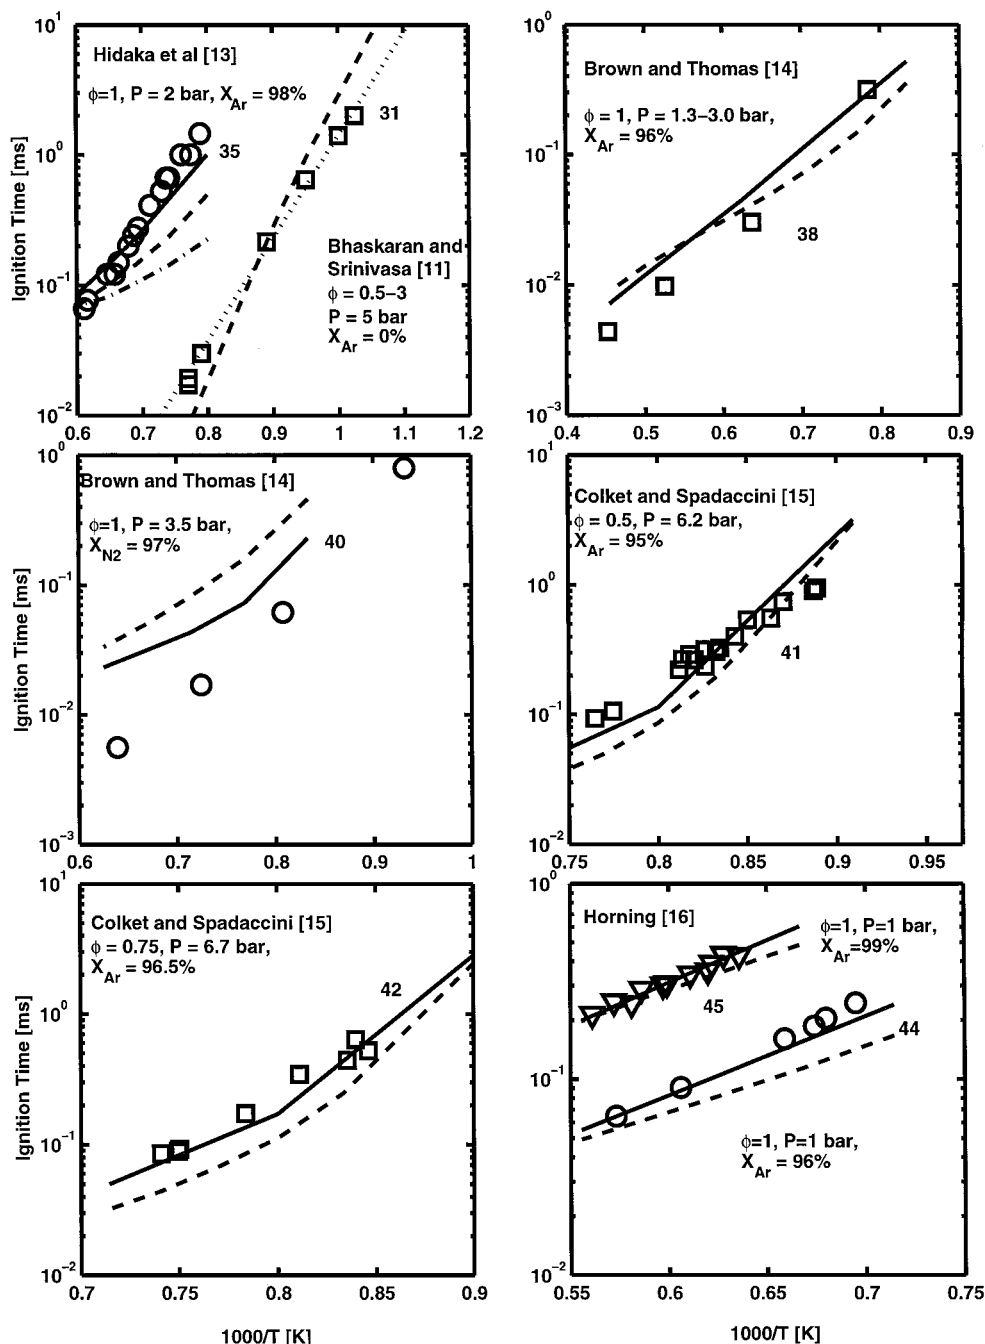 10^1
Hidaka et al [13]
ϕ=1, P = 2 bar, X_Ar = 98%
31
10^0
35
Ignition Time [ms]
Bhaskaran and
Srinivasa [11]
ϕ = 0.5–3
P = 5 bar
X_Ar = 0%
10^-1
10^-2
0.6 0.7 0.8 0.9 1 1.1 1.2
10^0
Brown and Thomas [14]
ϕ = 1, P = 1.3–3.0 bar,
X_Ar = 96%
10^-1
38
10^-2
10^-3
0.4 0.5 0.6 0.7 0.8 0.9
10^0
Brown and Thomas [14]
ϕ=1, P = 3.5 bar,
X_N2 = 97%
40
10^-1
Ignition Time [ms]
10^-2
10^-3
0.6 0.7 0.8 0.9 1
10^1
Colket and Spadaccini [15]
ϕ = 0.5, P = 6.2 bar,
X_Ar = 95%
10^0
41
10^-1
10^-2
0.75 0.8 0.85 0.9 0.95
10^1
Colket and Spadaccini [15]
ϕ = 0.75, P = 6.7 bar,
X_Ar = 96.5%
42
10^0
Ignition Time [ms]
10^-1
10^-2
0.7 0.75 0.8 0.85 0.9
1000/T [K]
10^0
Horning [16]
ϕ=1, P=1 bar,
X_Ar=99%
45
44
10^-1
ϕ=1, P=1 bar,
X_Ar = 96%
10^-2
0.55 0.6 0.65 0.7 0.75
1000/T [K]